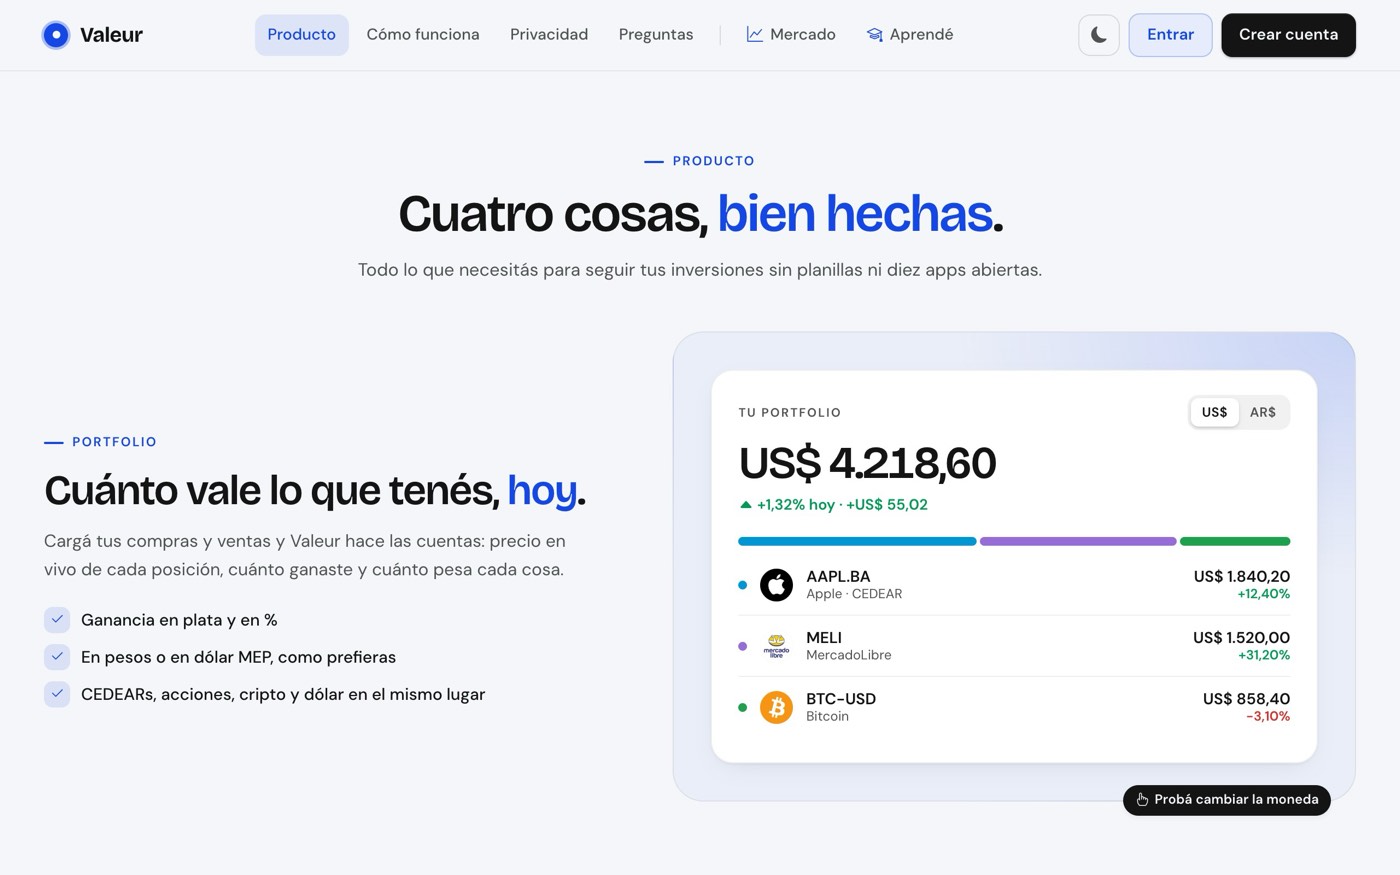 Valeur
Producto
Cómo funciona
Privacidad
Preguntas
Mercado
Aprendé
Entrar
Crear cuenta
PRODUCTO
Cuatro cosas, bien hechas.
Todo lo que necesitás para seguir tus inversiones sin planillas ni diez apps abiertas.
PORTFOLIO
Cuánto vale lo que tenés, hoy.
Cargá tus compras y ventas y Valeur hace las cuentas: precio en
vivo de cada posición, cuánto ganaste y cuánto pesa cada cosa.
Ganancia en plata y en %
En pesos o en dólar MEP, como prefieras
CEDEARs, acciones, cripto y dólar en el mismo lugar
TU PORTFOLIO
US$ AR$
US$ 4.218,60
+1,32% hoy · +US$ 55,02
AAPL.BA US$ 1.840,20
Apple · CEDEAR +12,40%
mercado
libre
MELI US$ 1.520,00
MercadoLibre +31,20%
BTC-USD US$ 858,40
Bitcoin −3,10%
Probá cambiar la moneda